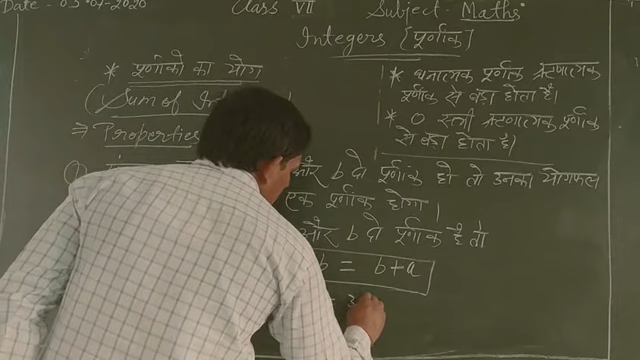 Date - 03-07-2020 Class VII Subject - Maths
Integers {पूर्णांक}
* पूर्णांको का योग
(Sum of
⇒ Properties
* धनात्मक पूर्णांक ऋणात्मक
पूर्णांक से बड़ा होता है।
* 0 सभी ऋणात्मक पूर्णांक
से बड़ा होता है।
और b दो पूर्णांक हो तो उनका योगफल
एक पूर्णांक होगा।
और b दो पूर्णांक है तो
b = b+a